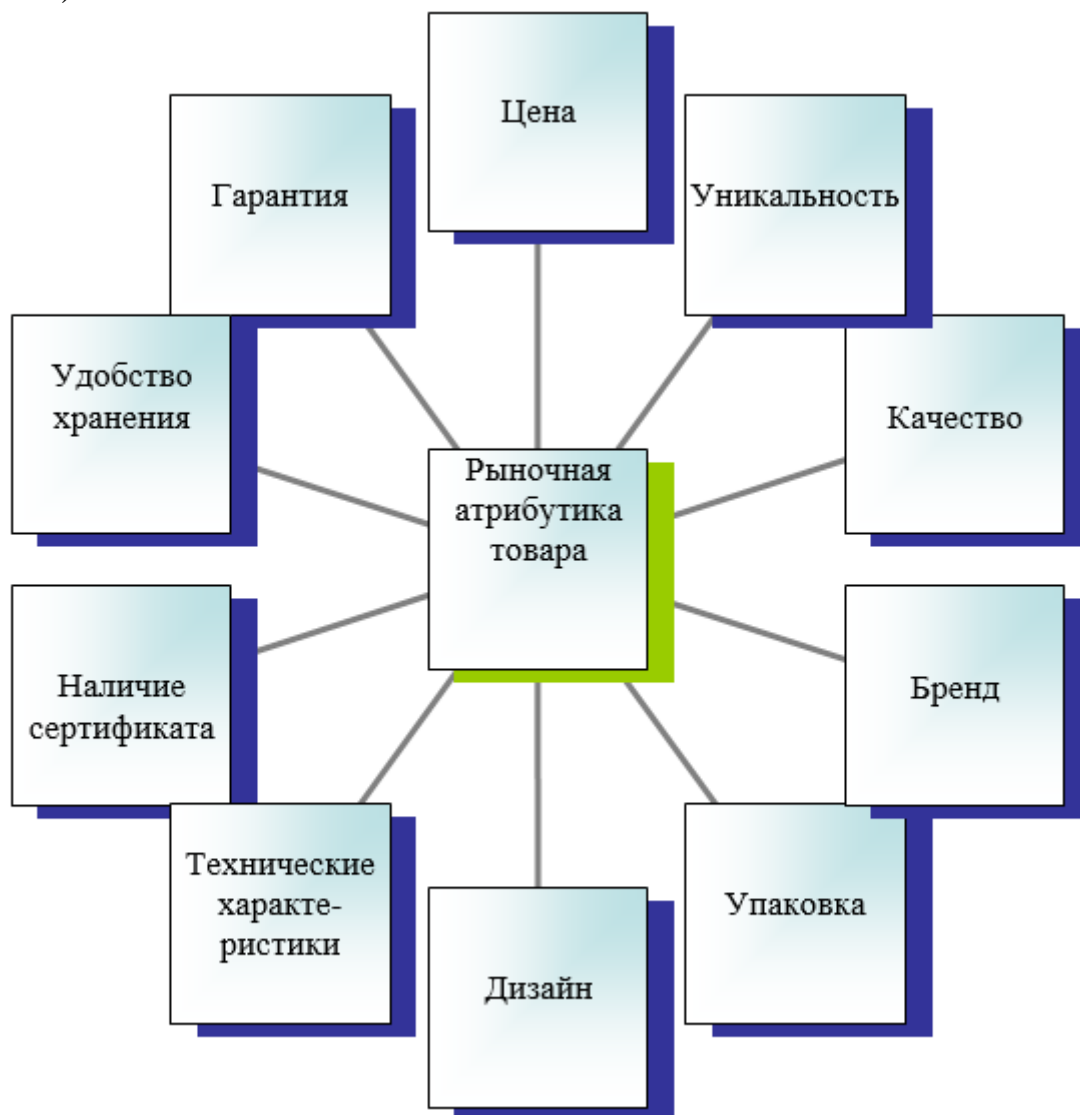 )
Цена
Гарантия
Уникальность
Удобство
хранения
Качество
Рыночная
атрибутика
товара
Наличие
сертификата
Бренд
Технические
характе-
ристики
Упаковка
Дизайн